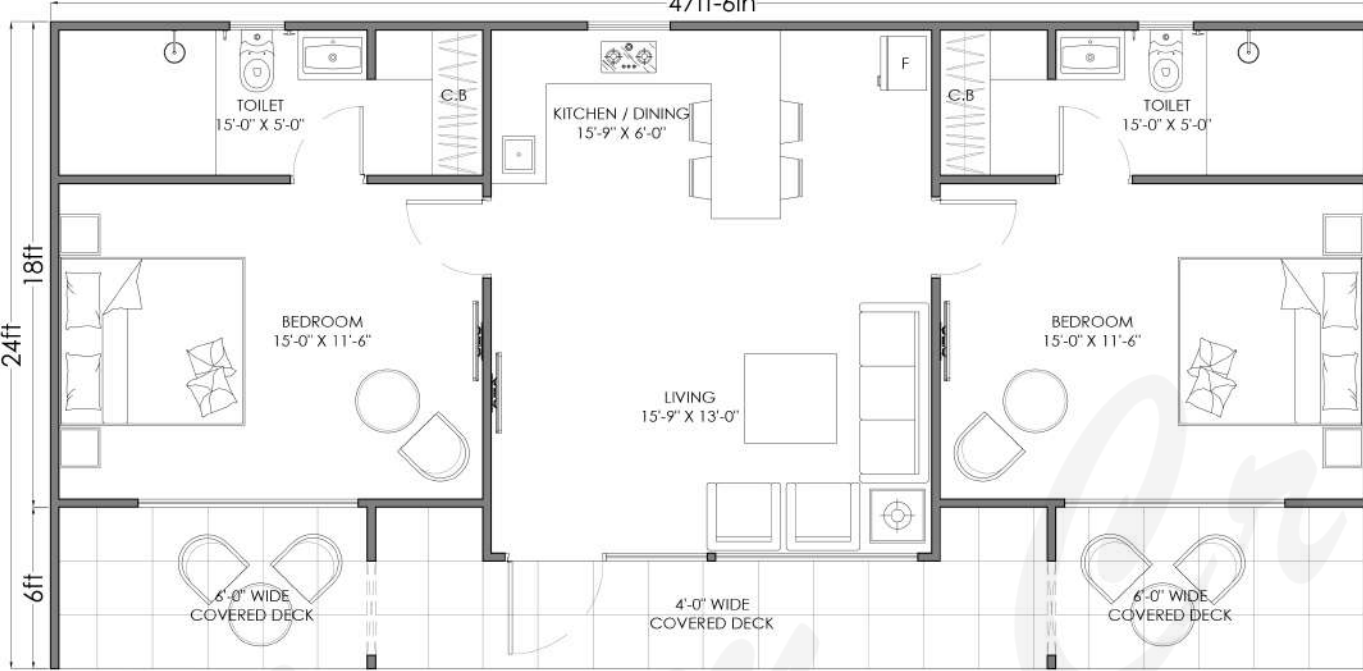 47ft-6in
TOILET
15'-0" X 5'-0"
C.B
KITCHEN / DINING
15'-9" X 6'-0"
F
C.B
TOILET
15'-0" X 5'-0"
18ft
24ft
BEDROOM
15'-0" X 11'-6"
BEDROOM
15'-0" X 11'-6"
LIVING
15'-9" X 13'-0"
6ft
6'-0" WIDE
COVERED DECK
4'-0" WIDE
COVERED DECK
6'-0" WIDE
COVERED DECK
Cr